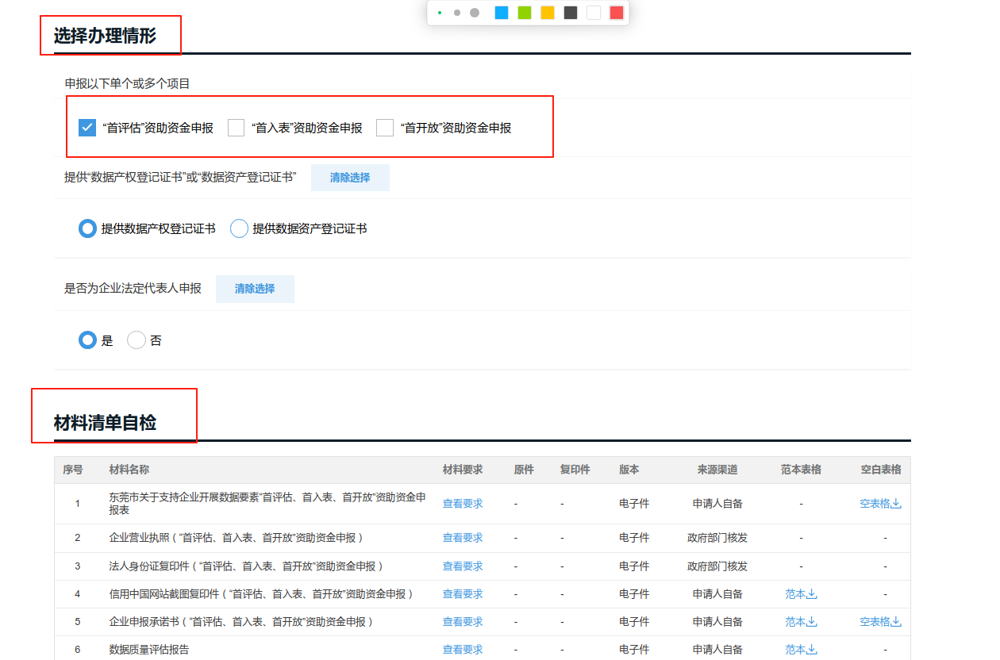 选择办理情形
申报以下单个或多个项目
“首评估”资助资金申报 “首入表”资助资金申报 “首开放”资助资金申报
提供“数据产权登记证书”或“数据资产登记证书” 清除选择
提供数据产权登记证书 提供数据资产登记证书
是否为企业法定代表人申报 清除选择
是 否
材料清单自检
序号 材料名称 材料要求 原件 复印件 版本 来源渠道 范本表格 空白表格
1 东莞市关于支持企业开展数据要素“首评估、首入表、首开放”资助资金申 查看要求 - - 电子件 申请人自备 - 空表格
报表
2 企业营业执照（“首评估、首入表、首开放”资助资金申报） 查看要求 - - 电子件 政府部门核发 - -
3 法人身份证复印件（“首评估、首入表、首开放”资助资金申报） 查看要求 - - 电子件 政府部门核发 - -
4 信用中国网站截图复印件（“首评估、首入表、首开放”资助资金申报） 查看要求 - - 电子件 申请人自备 范本 -
5 企业申报承诺书（“首评估、首入表、首开放”资助资金申报） 查看要求 - - 电子件 申请人自备 范本 空表格
6 数据质量评估报告 查看要求 - - 电子件 申请人自备 范本 -